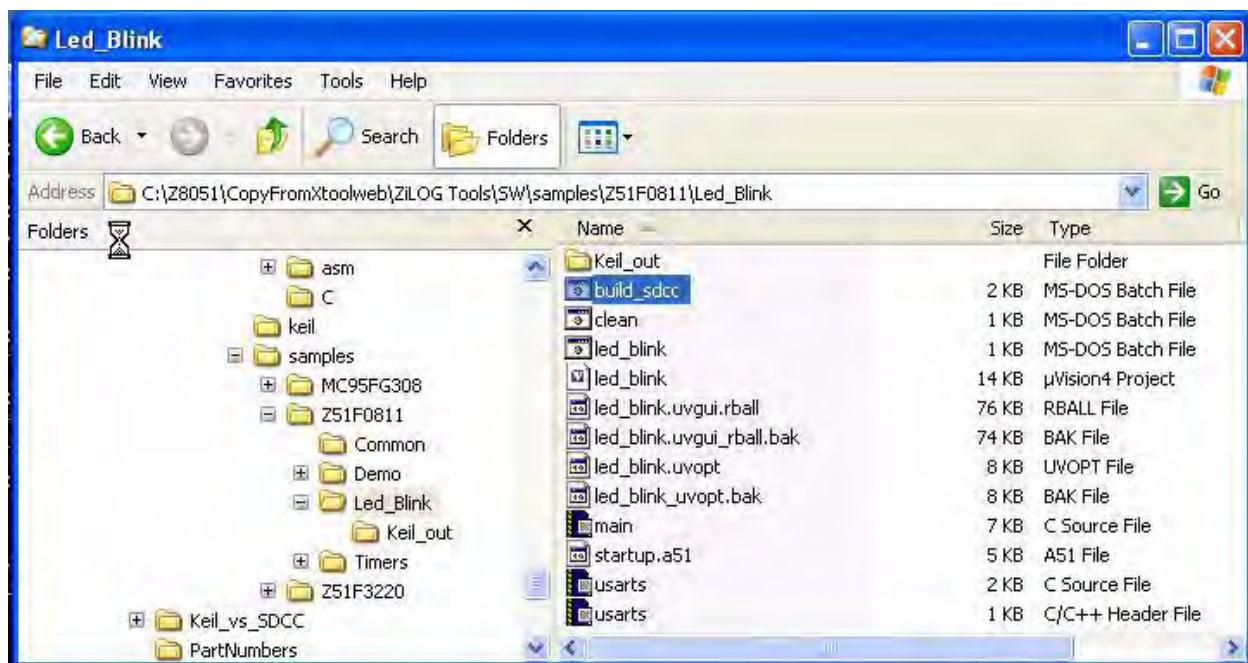 Led_Blink
File Edit View Favorites Tools Help
Back Search Folders
Address C:\Z8051\CopyFromXtoolweb\ZiLOG Tools\SW\samples\Z51F0811\Led_Blink Go
Folders
asm
C
keil
samples
MC95FG308
Z51F0811
Common
Demo
Led_Blink
Keil_out
Timers
Z51F3220
Keil_vs_SDCC
PartNumbers
Name Size Type
Keil_out File Folder
build_sdcc 2 KB MS-DOS Batch File
clean 1 KB MS-DOS Batch File
led_blink 1 KB MS-DOS Batch File
led_blink 14 KB µVision4 Project
led_blink.uvgui.rball 76 KB RBALL File
led_blink.uvgui_rball.bak 74 KB BAK File
led_blink.uvopt 8 KB UVOPT File
led_blink_uvopt.bak 8 KB BAK File
main 7 KB C Source File
startup.a51 5 KB A51 File
usarts 2 KB C Source File
usarts 1 KB C/C++ Header File